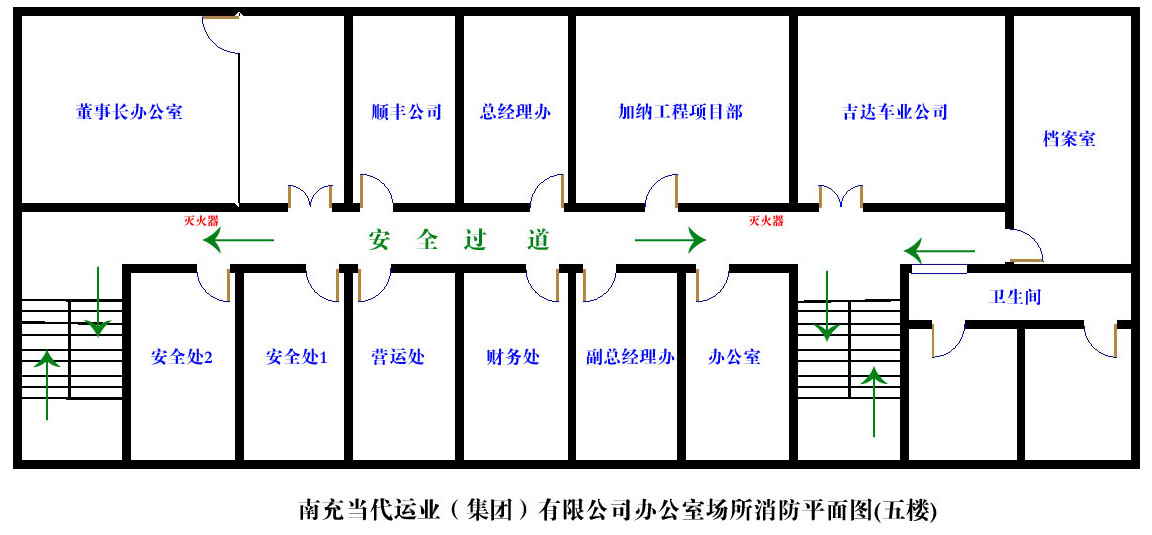 董事长办公室
顺丰公司
总经理办
加纳工程项目部
吉达车业公司
档案室
灭火器
灭火器
安全过道
卫生间
安全处2
安全处1
营运处
财务处
副总经理办
办公室
南充当代运业（集团）有限公司办公室场所消防平面图(五楼)